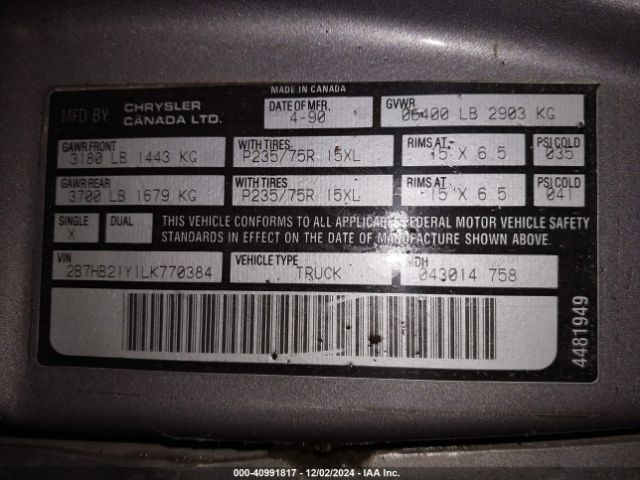 MADE IN CANADA
MFD BY CHRYSLER CANADA LTD. DATE OF MFR. 4-90 GVWR 06400 LB 2903 KG
GAWR FRONT 3180 LB 1443 KG WITH TIRES P235/75R 15XL RIMS AT 15 X 6.5 PSI COLD 035
GAWR REAR 3700 LB 1679 KG WITH TIRES P235/75R 15XL RIMS AT 15 X 6.5 PSI COLD 041
SINGLE X DUAL THIS VEHICLE CONFORMS TO ALL APPLICABLE FEDERAL MOTOR VEHICLE SAFETY
STANDARDS IN EFFECT ON THE DATE OF MANUFACTURE SHOWN ABOVE.
VIN 2B7HB21Y1LK770384 VEHICLE TYPE TRUCK MDH 043014 758
4481949
000-40991817 - 12/02/2024 - IAA Inc.